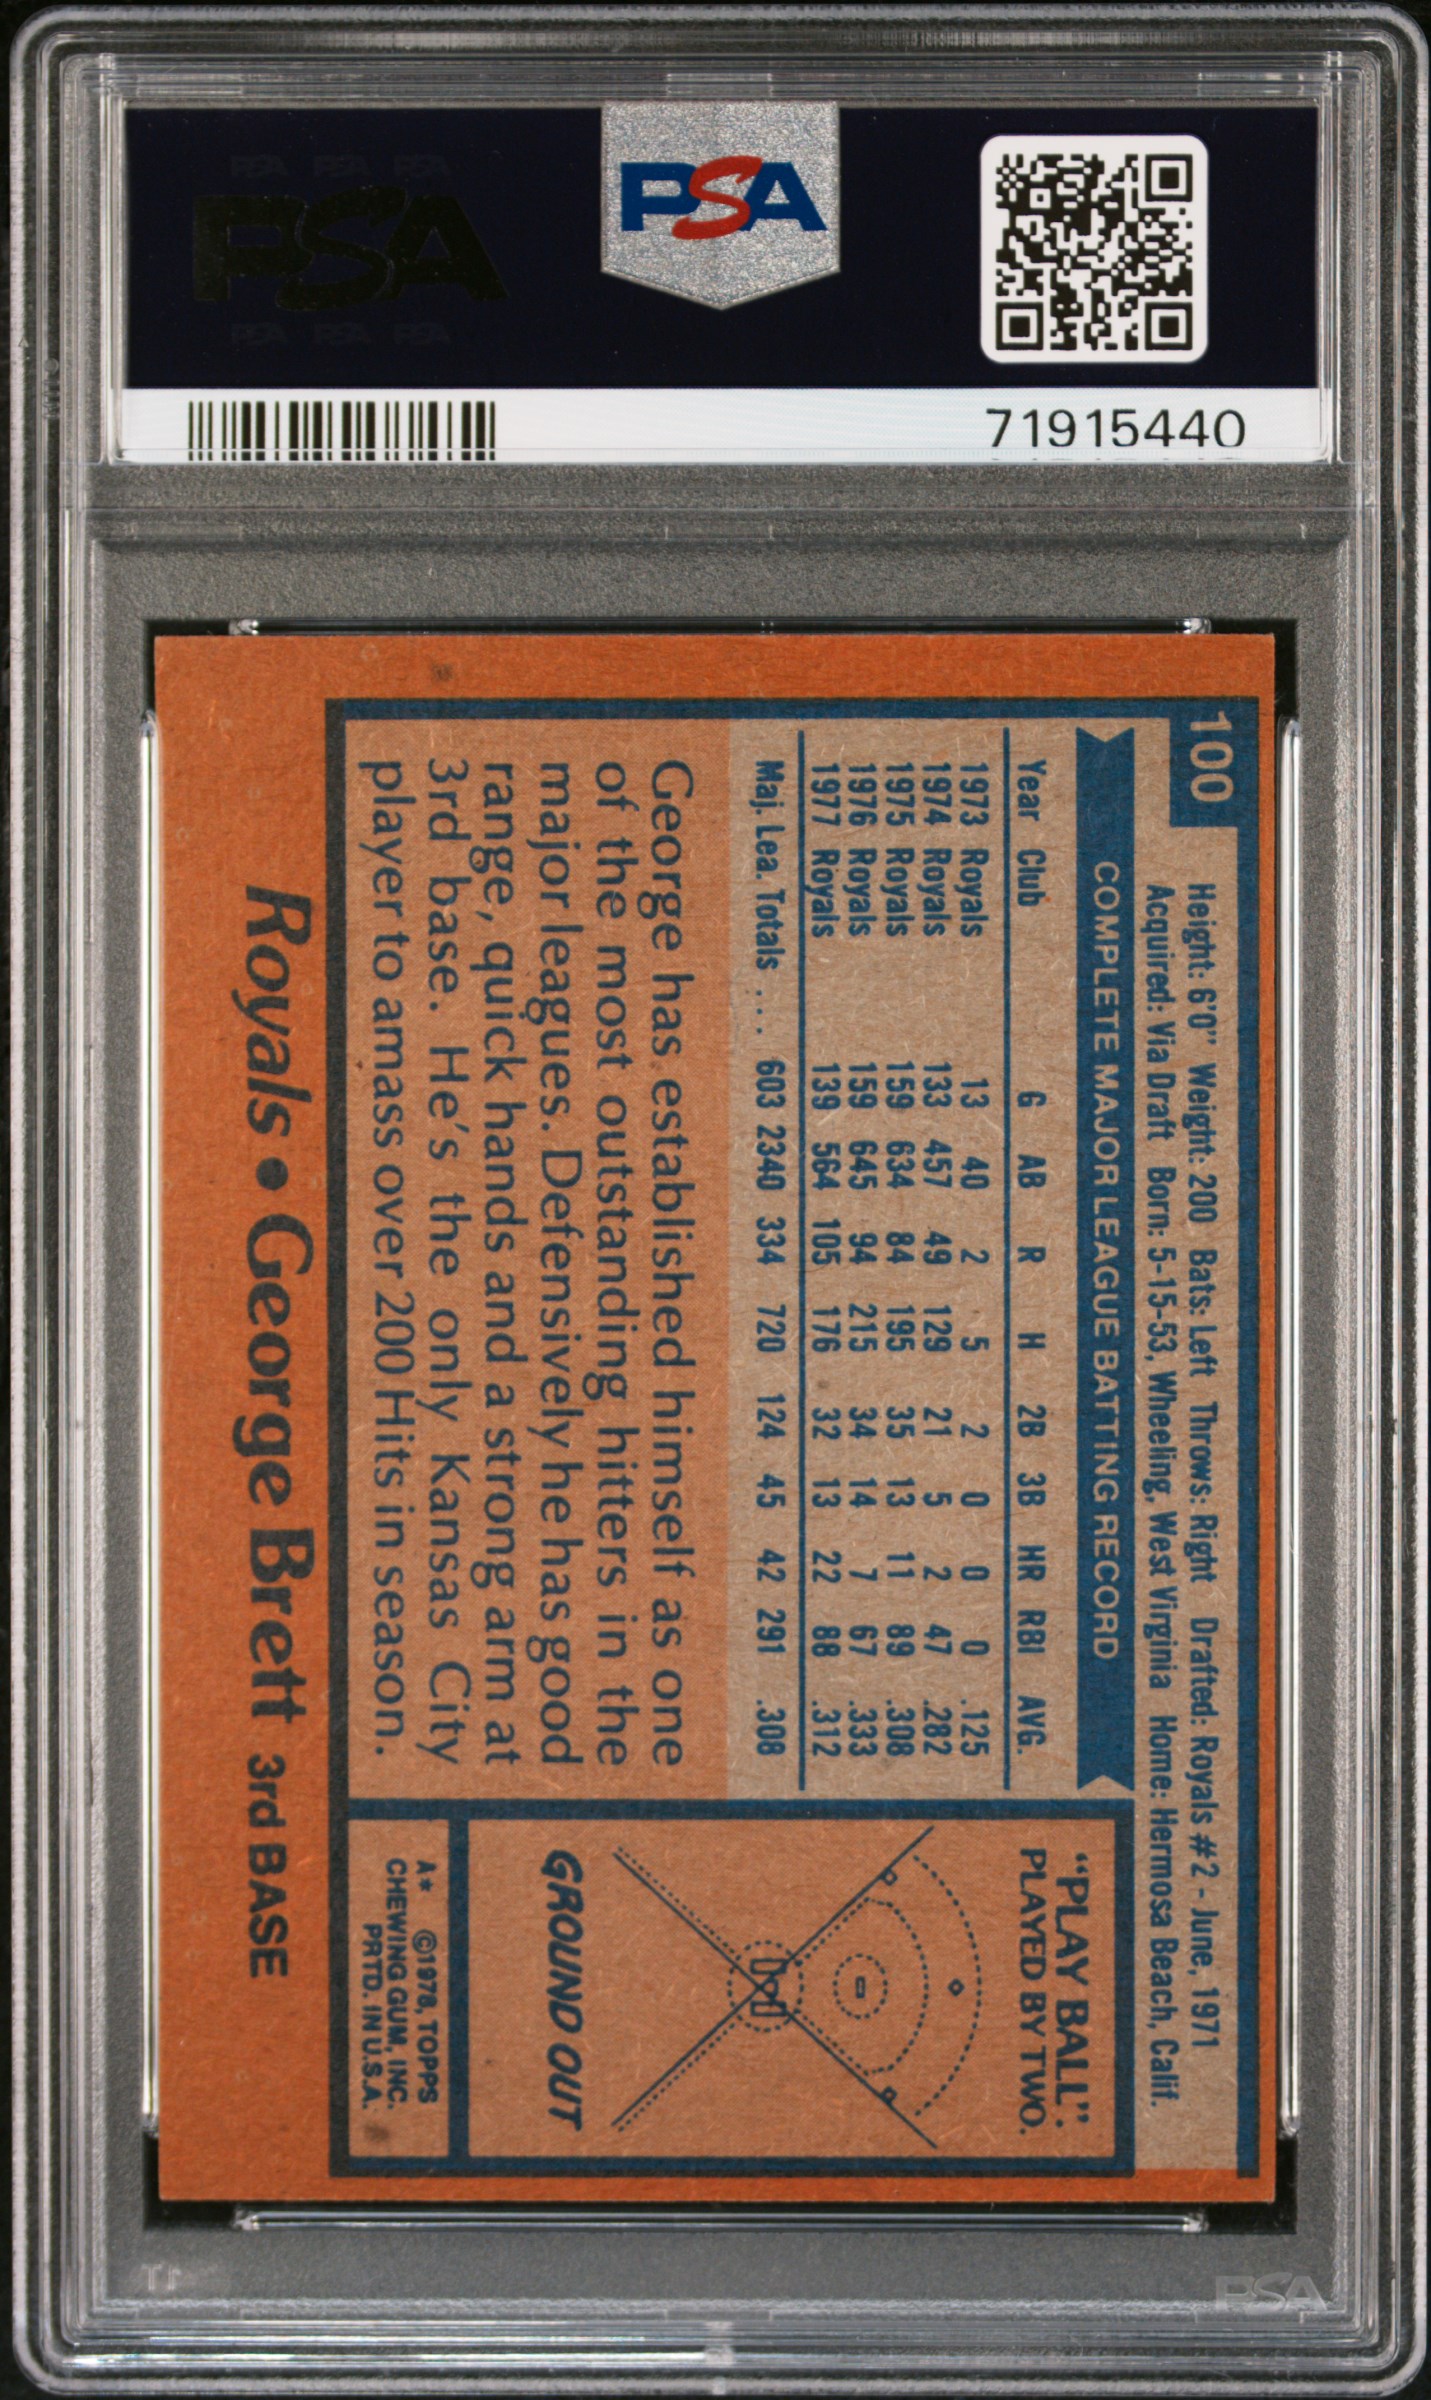 PSA PSA PSA
PSA
PSA PSA PSA
PSA
71915440
100
Height: 6'0" Weight: 200 Bats: Left Throws: Right Drafted: Royals #2 - June, 1971
Acquired: Via Draft Born: 5-15-53, Wheeling, West Virginia Home: Hermosa Beach, Calif.
COMPLETE MAJOR LEAGUE BATTING RECORD
Year Club G AB R H 2B 3B HR RBI AVG.
1973 Royals 13 40 2 5 2 0 0 0 .125
1974 Royals 133 457 49 129 21 5 2 47 .282
1975 Royals 159 634 84 195 35 13 11 89 .308
1976 Royals 159 645 94 215 34 14 7 67 .333
1977 Royals 139 564 105 176 32 13 22 88 .312
Maj. Lea. Totals .... 603 2340 334 720 124 45 42 291 .308
George has established himself as one
of the most outstanding hitters in the
major leagues. Defensively he has good
range, quick hands and a strong arm at
3rd base. He's the only Kansas City
player to amass over 200 Hits in season.
"PLAY BALL":
PLAYED BY TWO.
GROUND OUT
A* ©1978, TOPPS
CHEWING GUM, INC.
PRTD. IN U.S.A.
Royals • George Brett 3rd BASE
PSA